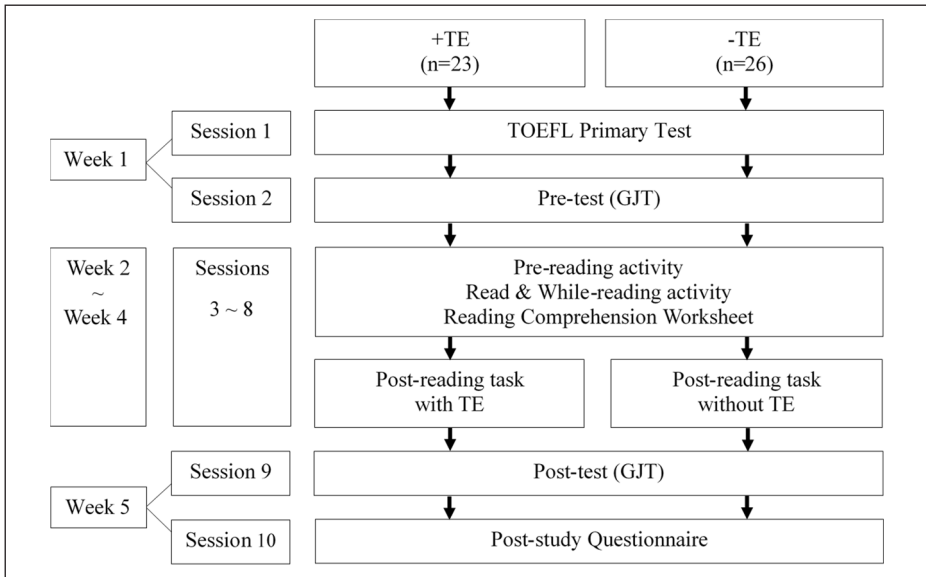 +TE
(n=23)
-TE
(n=26)
Week 1
Session 1
TOEFL Primary Test
Session 2
Pre-test (GJT)
Week 2
~
Week 4
Sessions
3 ~ 8
Pre-reading activity
Read & While-reading activity
Reading Comprehension Worksheet
Post-reading task
with TE
Post-reading task
without TE
Week 5
Session 9
Post-test (GJT)
Session 10
Post-study Questionnaire